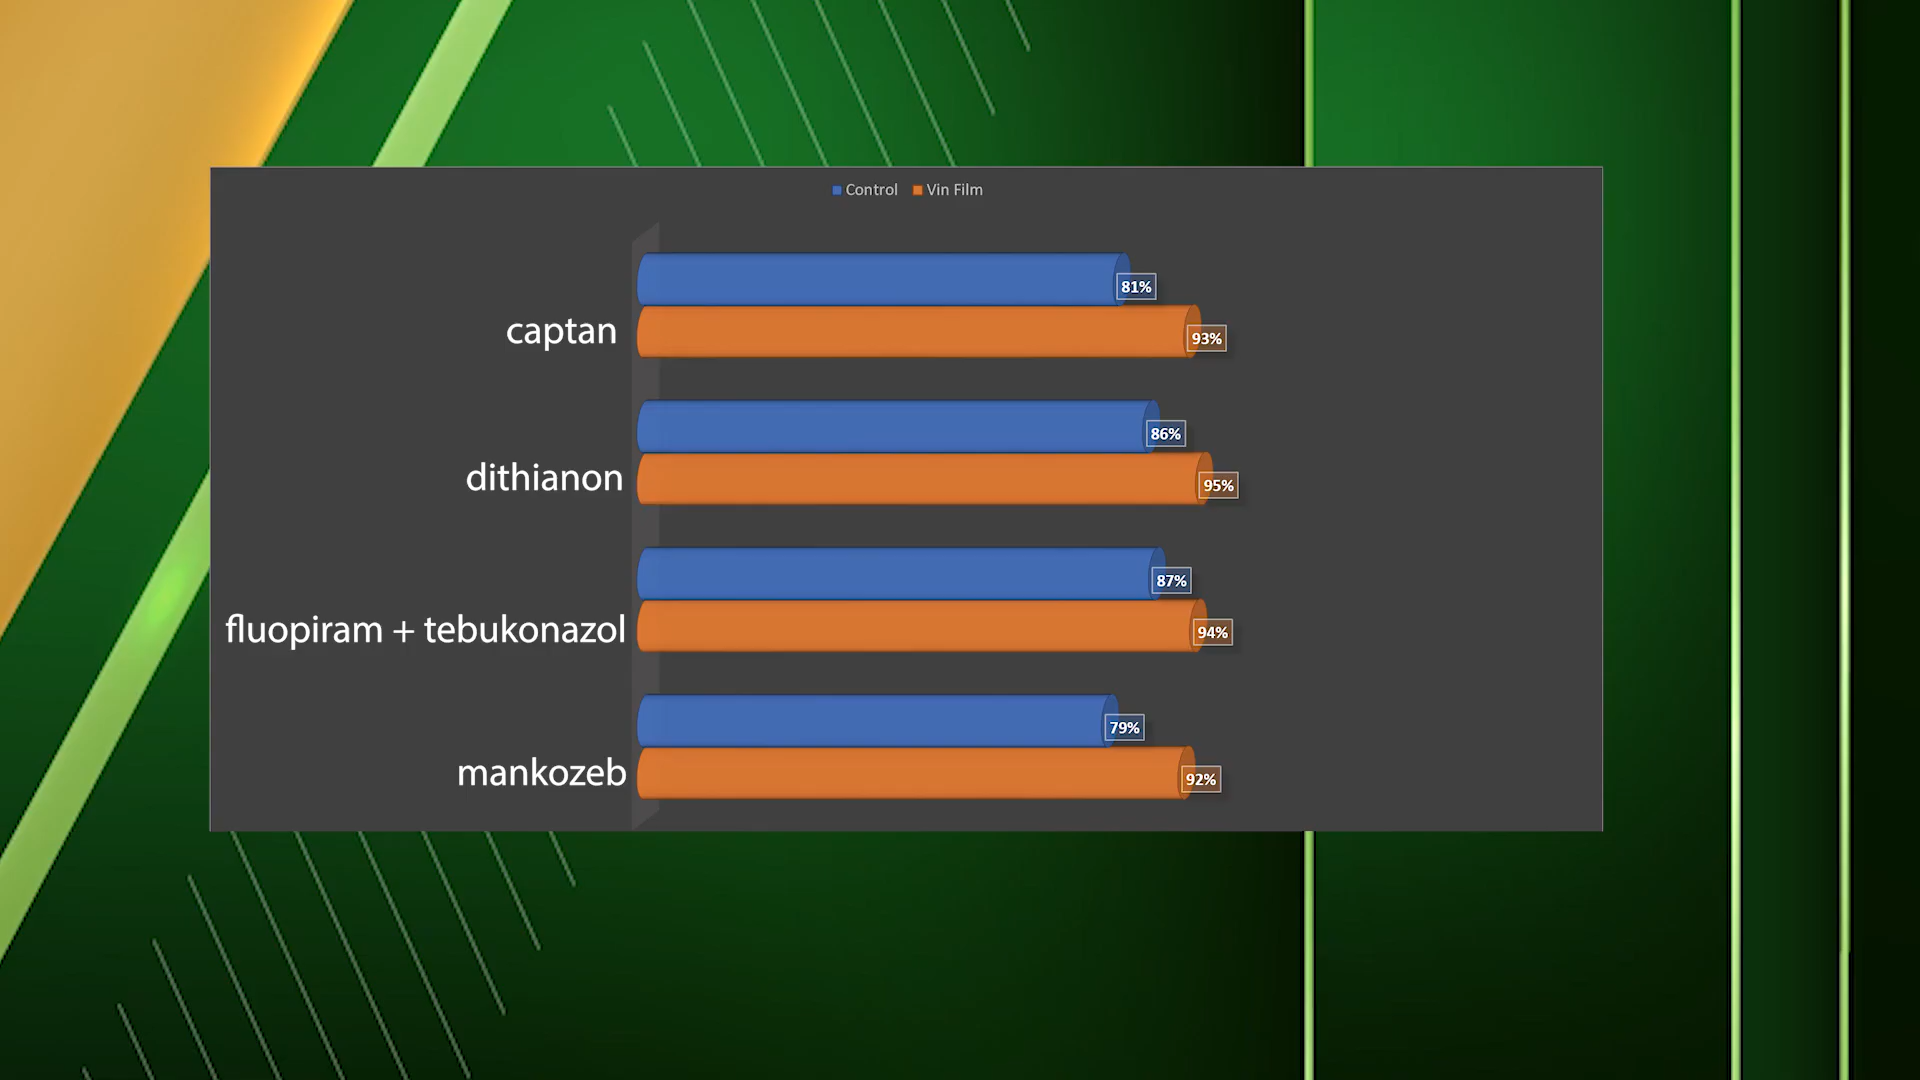 Control Vin Film
81%
captan
93%
86%
dithianon
95%
87%
fluopiram + tebukonazol
94%
79%
mankozeb
92%